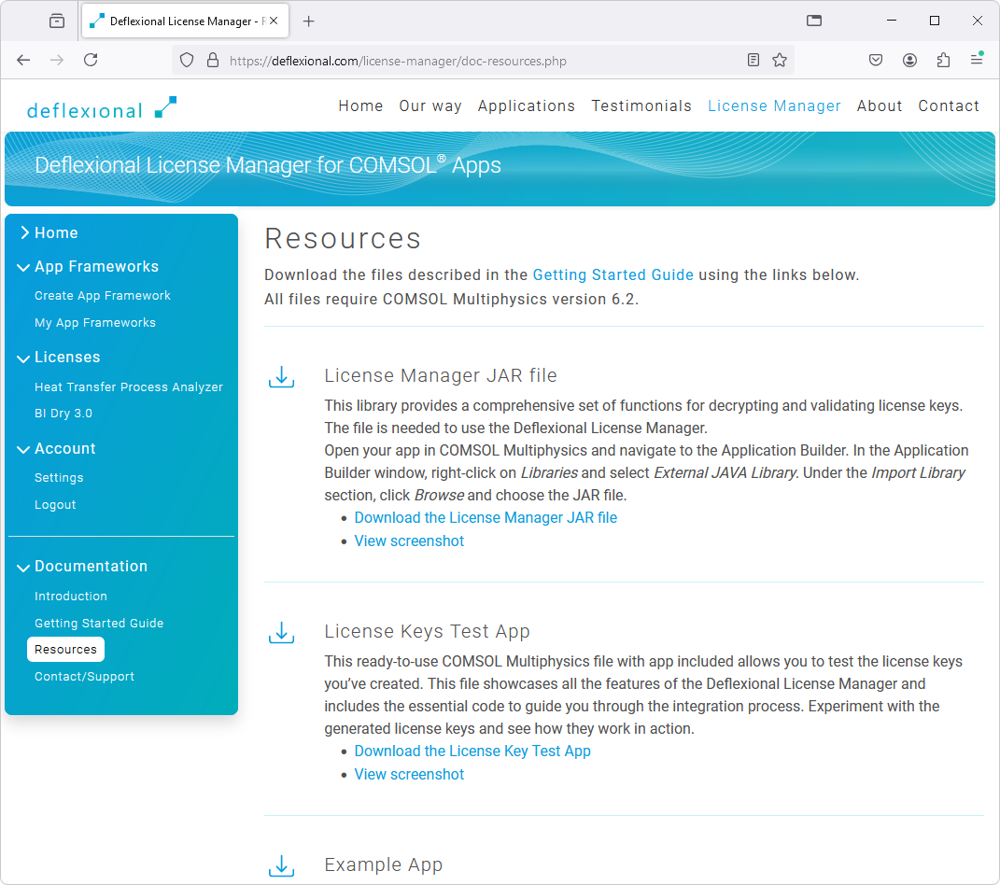 Deflexional License Manager - R
https://deflexional.com/license-manager/doc-resources.php
deflexıonal
Home Our way Applications Testimonials License Manager About Contact
Deflexional License Manager for COMSOL® Apps
Home
App Frameworks
Create App Framework
My App Frameworks
Licenses
Heat Transfer Process Analyzer
BI Dry 3.0
Account
Settings
Logout
Documentation
Introduction
Getting Started Guide
Resources
Contact/Support
Resources
Download the files described in the Getting Started Guide using the links below.
All files require COMSOL Multiphysics version 6.2.
License Manager JAR file
This library provides a comprehensive set of functions for decrypting and validating license keys.
The file is needed to use the Deflexional License Manager.
Open your app in COMSOL Multiphysics and navigate to the Application Builder. In the Application
Builder window, right-click on Libraries and select External JAVA Library. Under the Import Library
section, click Browse and choose the JAR file.
• Download the License Manager JAR file
• View screenshot
License Keys Test App
This ready-to-use COMSOL Multiphysics file with app included allows you to test the license keys
you’ve created. This file showcases all the features of the Deflexional License Manager and
includes the essential code to guide you through the integration process. Experiment with the
generated license keys and see how they work in action.
• Download the License Key Test App
• View screenshot
Example App